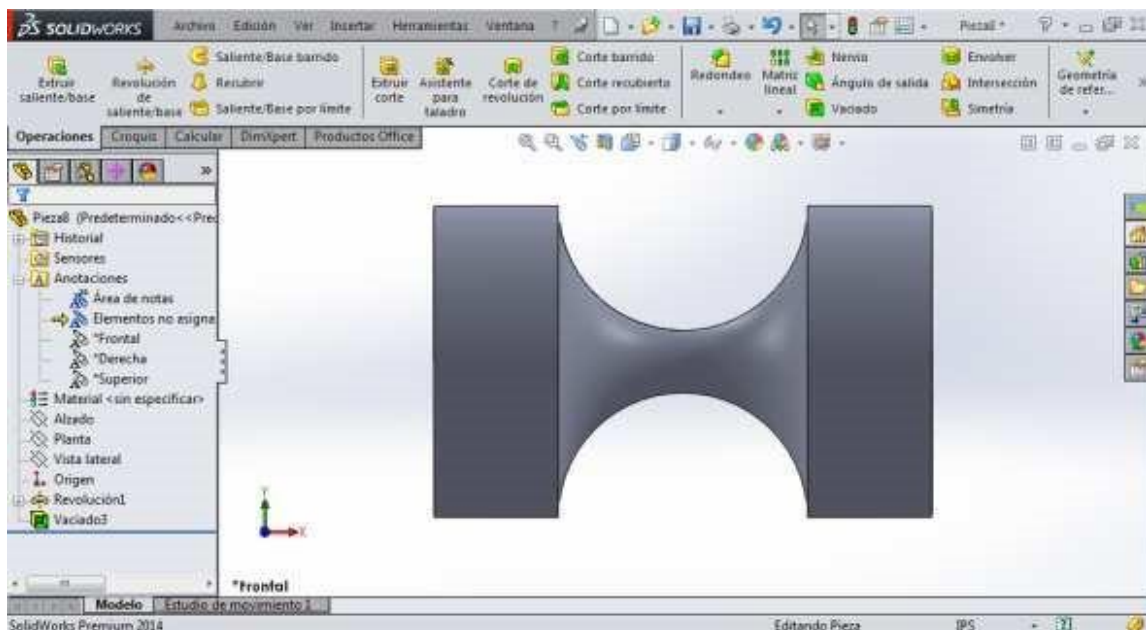 SOLIDWORKS Archivo Edición Ver Insertar Herramientas Ventana ? Pieza8 *
Extruir saliente/base
Revolución de saliente/base
Saliente/Base barrido
Recubrir
Saliente/Base por límite
Extruir corte
Asistente para taladro
Corte de revolución
Corte barrido
Corte recubierto
Corte por límite
Redondeo
Matriz lineal
Nervio
Ángulo de salida
Vaciado
Envolver
Intersección
Simetría
Geometría de refer...
Operaciones Croquis Calcular DimXpert Productos Office
Pieza8 (Predeterminado<<Pred
Historial
Sensores
Anotaciones
Área de notas
Elementos no asigna
*Frontal
*Derecha
*Superior
Material <sin especificar>
Alzado
Planta
Vista lateral
Origen
Revolución1
Vaciado3
Y
X
*Frontal
Modelo Estudio de movimiento 1
SolidWorks Premium 2014 Editando Pieza IPS